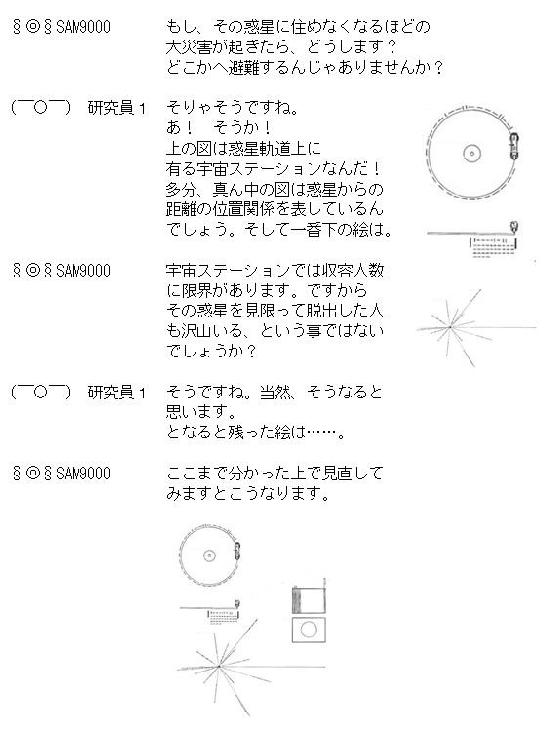 §◎§SAM9000 もし、その惑星に住めなくなるほどの
大災害が起きたら、どうします？
どこかへ避難するんじゃありませんか？
(￣○￣) 研究員1 そりゃそうですね。
あ！ そうか！
上の図は惑星軌道上に
有る宇宙ステーションなんだ！
多分、真ん中の図は惑星からの
距離の位置関係を表しているん
でしょう。そして一番下の絵は。
§◎§SAM9000 宇宙ステーションでは収容人数
に限界があります。ですから
その惑星を見限って脱出した人
も沢山いる、という事ではない
でしょうか？
(￣○￣) 研究員1 そうですね。当然、そうなると
思います。
となると残った絵は……。
§◎§SAM9000 ここまで分かった上で見直して
みますとこうなります。